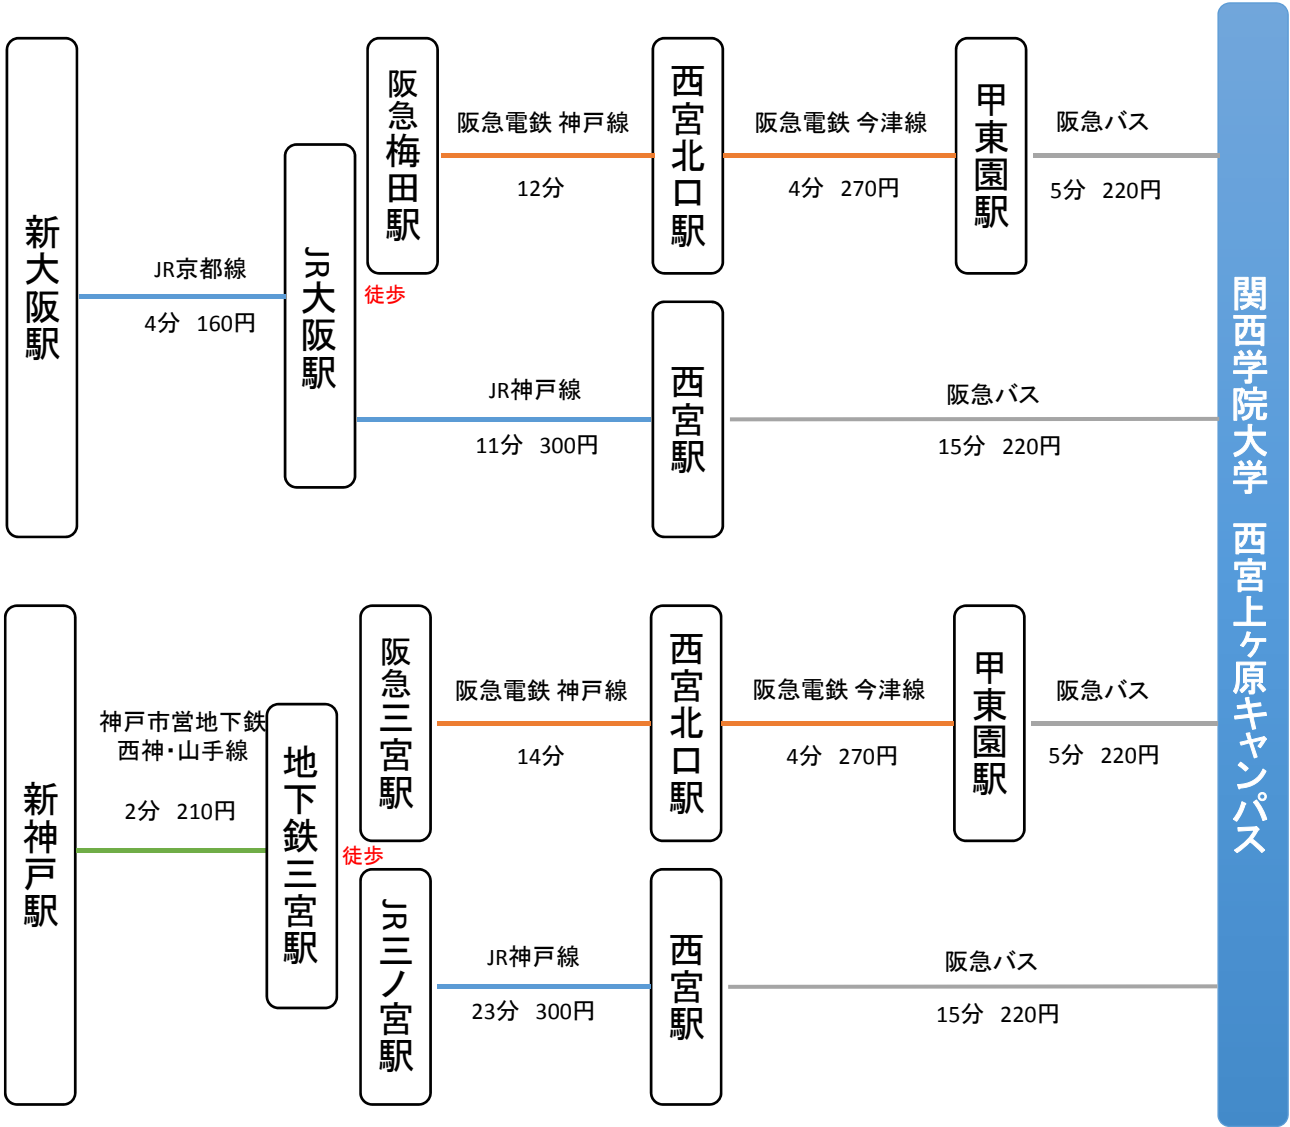 新大阪駅
JR京都線
4分 160円
JR大阪駅
徒歩
阪急梅田駅
阪急電鉄 神戸線
12分
西宮北口駅
阪急電鉄 今津線
4分 270円
甲東園駅
阪急バス
5分 220円
JR神戸線
11分 300円
西宮駅
阪急バス
15分 220円
新神戸駅
神戸市営地下鉄
西神・山手線
2分 210円
地下鉄三宮駅
徒歩
阪急三宮駅
阪急電鉄 神戸線
14分
西宮北口駅
阪急電鉄 今津線
4分 270円
甲東園駅
阪急バス
5分 220円
JR三ノ宮駅
JR神戸線
23分 300円
西宮駅
阪急バス
15分 220円
関西学院大学 西宮上ヶ原キャンパス